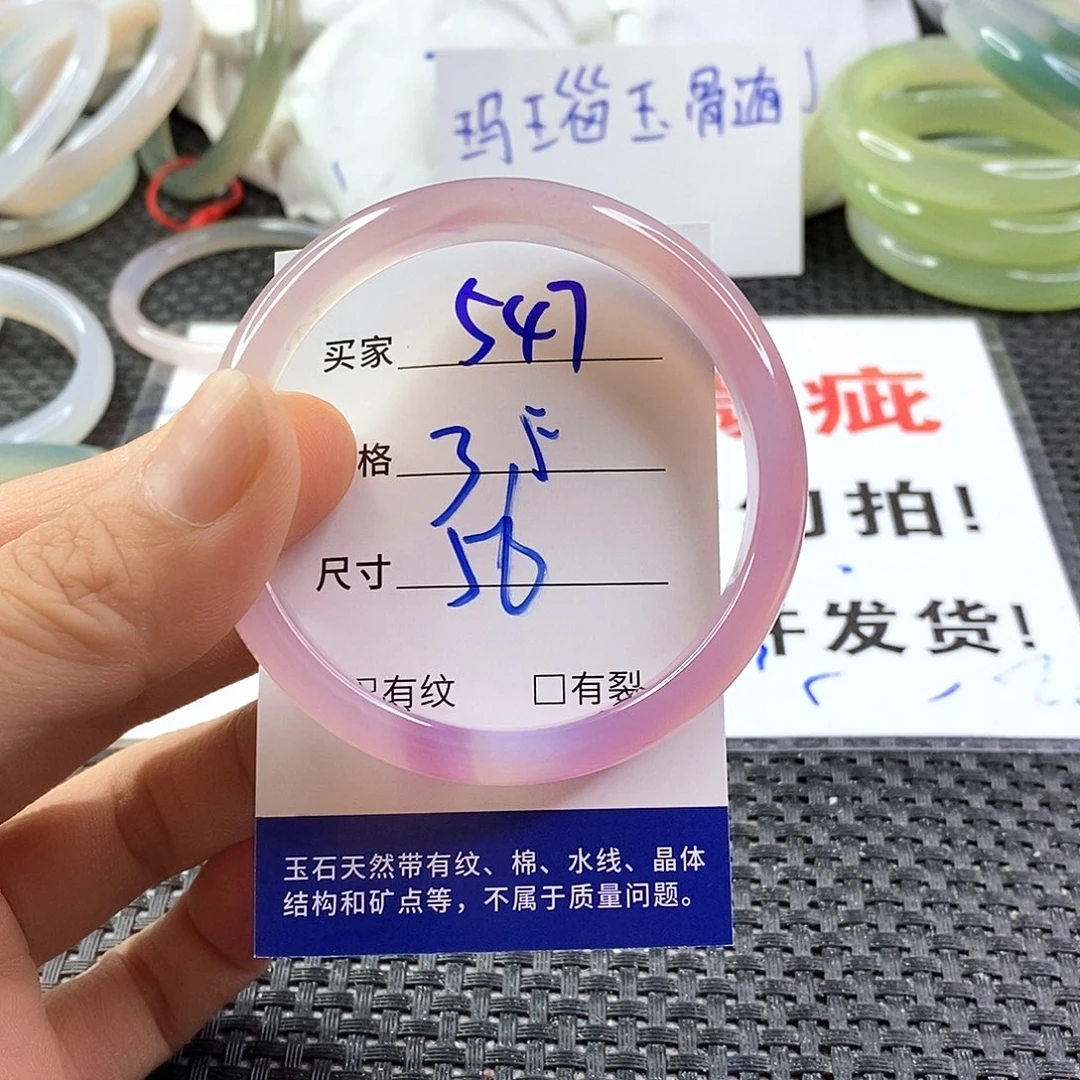 玛瑙玉骨髓
买家 547
格 35
尺寸 56
有纹 □有裂
玉石天然带有纹、棉、水线、晶体
结构和矿点等，不属于质量问题。
疵
勿拍!
发货!